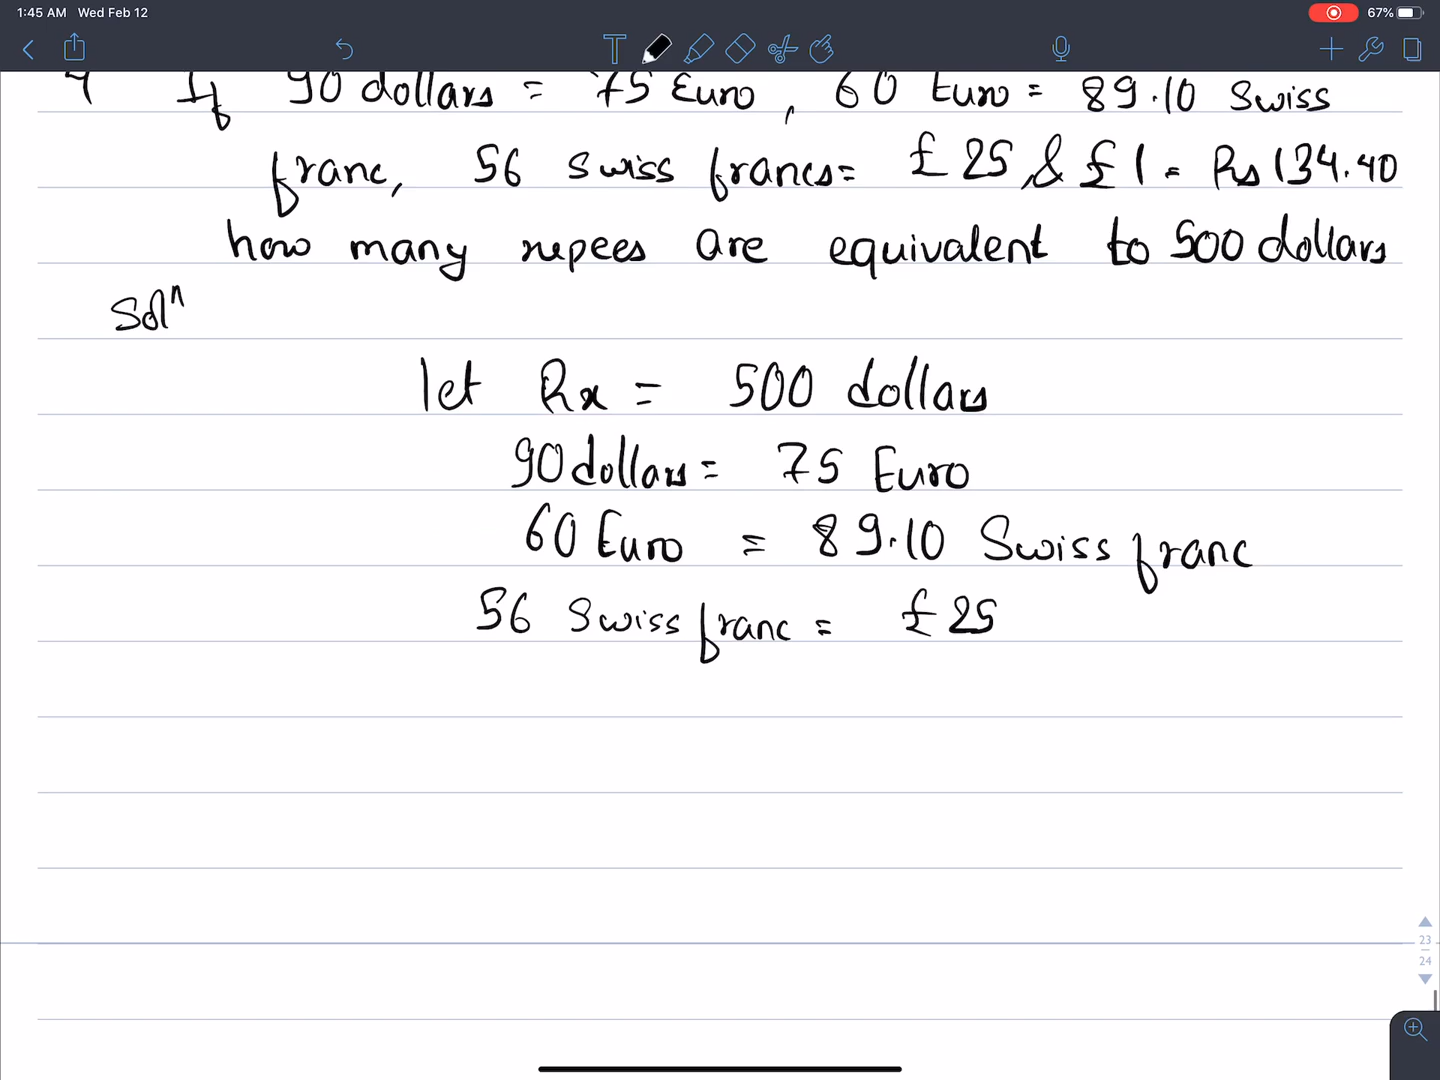 1:45 AM Wed Feb 12
67%
If 90 dollars = 75 Euro, 60 Euro = 89.10 Swiss
franc, 56 Swiss francs = £ 25, & £ 1 = Rs 134.40
how many repees are equivalent to 500 dollars
Solⁿ
let Rx = 500 dollars
90 dollars = 75 Euro
60 Euro = 89.10 Swiss franc
56 Swiss franc = £ 25
23
24